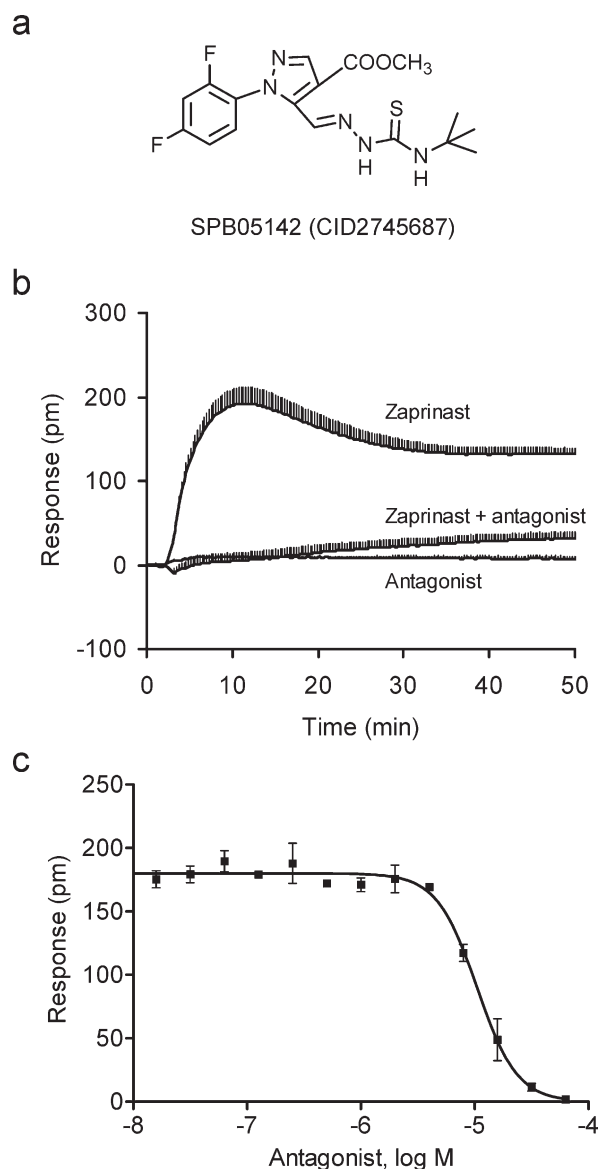 a
F
F
N
N
COOCH3
N
N
H
S
N
H
SPB05142 (CID2745687)
b
300
200
100
0
-100
Response (pm)
Zaprinast
Zaprinast + antagonist
Antagonist
0 10 20 30 40 50
Time (min)
c
250
200
150
100
50
0
Response (pm)
-8 -7 -6 -5 -4
Antagonist, log M